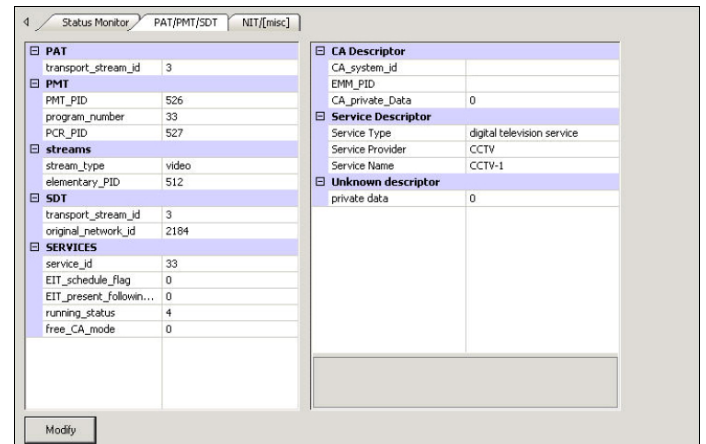 Status Monitor PAT/PMT/SDT NIT/[misc]
PAT
transport_stream_id 3
PMT
PMT_PID 526
program_number 33
PCR_PID 527
streams
stream_type video
elementary_PID 512
SDT
transport_stream_id 3
original_network_id 2184
SERVICES
service_id 33
EIT_schedule_flag 0
EIT_present_followin... 0
running_status 4
free_CA_mode 0
CA Descriptor
CA_system_id
EMM_PID
CA_private_Data 0
Service Descriptor
Service Type digital television service
Service Provider CCTV
Service Name CCTV-1
Unknown descriptor
private data 0
Modify